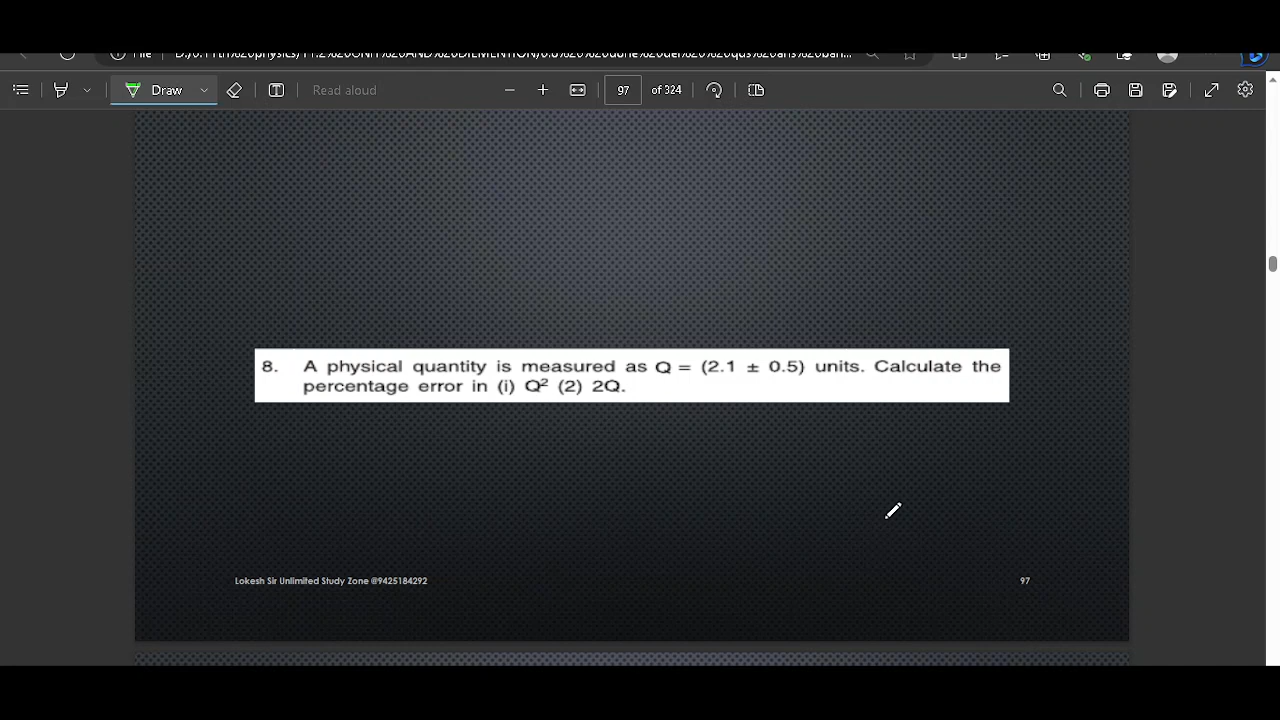 Draw
Read aloud
97
of 324
8. A physical quantity is measured as Q = (2.1 ± 0.5) units. Calculate the
percentage error in (i) Q² (2) 2Q.
Lokesh Sir Unlimited Study Zone @9425184292
97